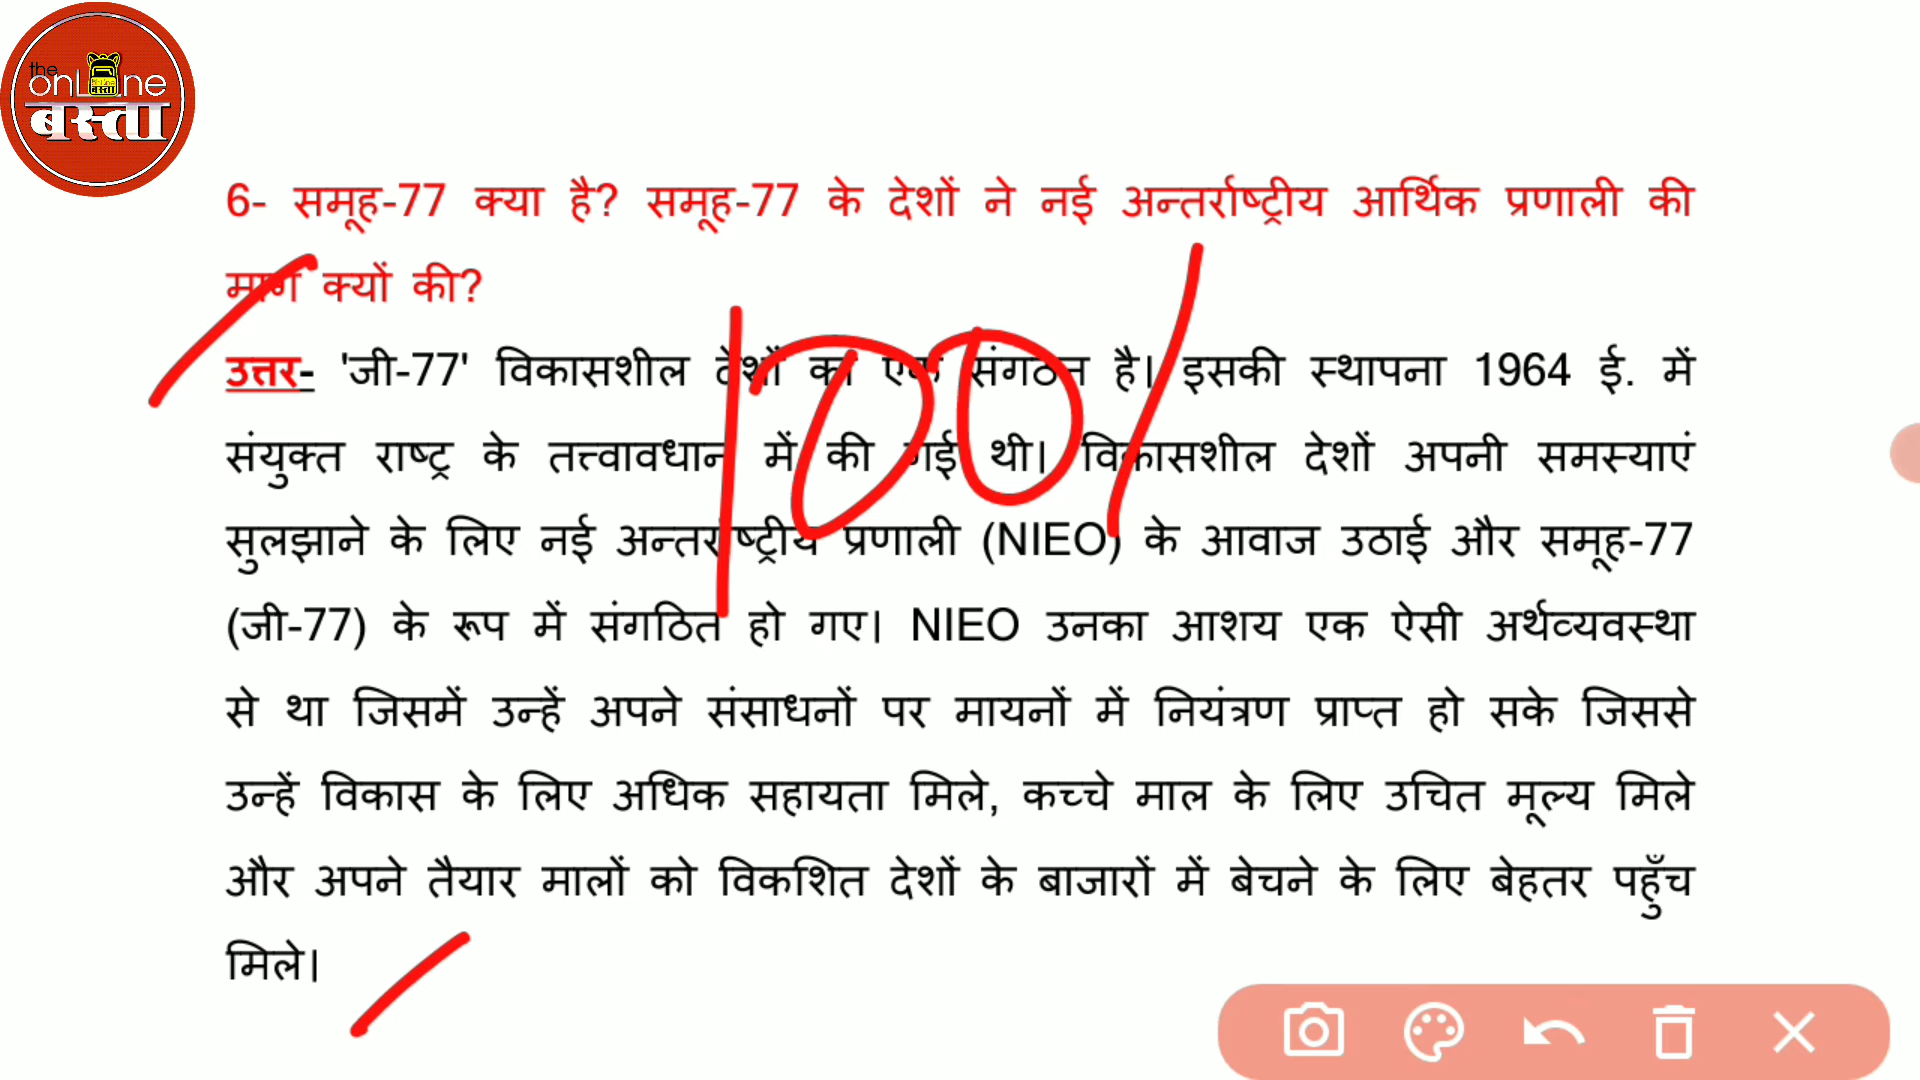 the
onLine
बस्ता
6- समूह-77 क्या है? समूह-77 के देशों ने नई अन्तर्राष्ट्रीय आर्थिक प्रणाली की
मांग क्यों की?
उत्तर- 'जी-77' विकासशील देशों का एक संगठन है। इसकी स्थापना 1964 ई. में
संयुक्त राष्ट्र के तत्त्वावधान में की गई थी। विकासशील देशों अपनी समस्याएं
सुलझाने के लिए नई अन्तर्राष्ट्रीय प्रणाली (NIEO) के आवाज उठाई और समूह-77
(जी-77) के रूप में संगठित हो गए। NIEO उनका आशय एक ऐसी अर्थव्यवस्था
से था जिसमें उन्हें अपने संसाधनों पर मायनों में नियंत्रण प्राप्त हो सके जिससे
उन्हें विकास के लिए अधिक सहायता मिले, कच्चे माल के लिए उचित मूल्य मिले
और अपने तैयार मालों को विकशित देशों के बाजारों में बेचने के लिए बेहतर पहुँच
मिले।
100/